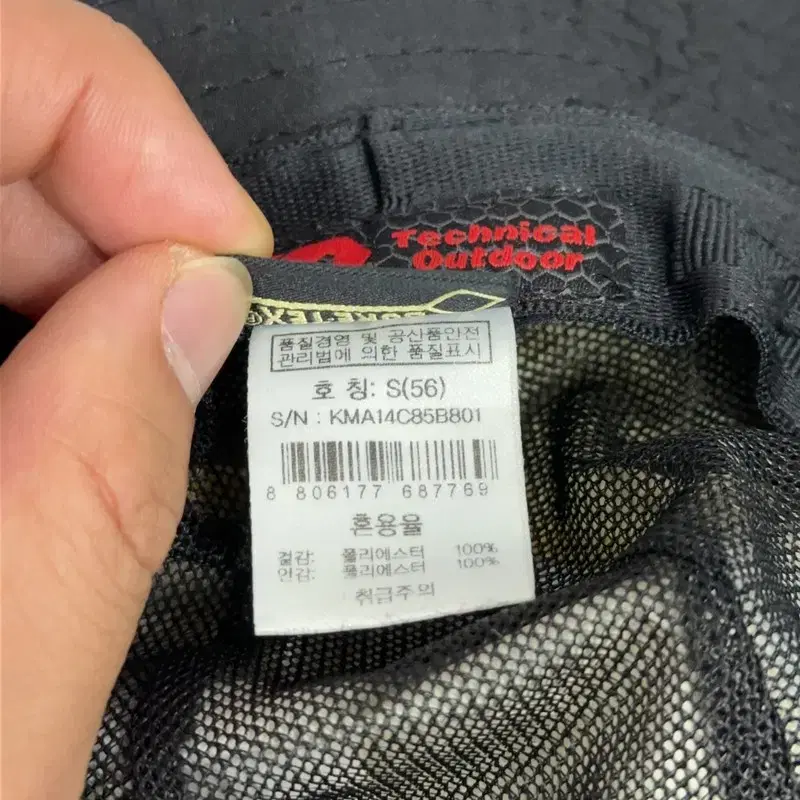 Technical
Outdoor
GORE-TEX®
품질경영 및 공산품안전
관리법에 의한 품질표시
호 칭: S(56)
S/N : KMA14C85B801
8 806177 687769
혼용율
겉감: 폴리에스터 100%
안감: 폴리에스터 100%
취급주의